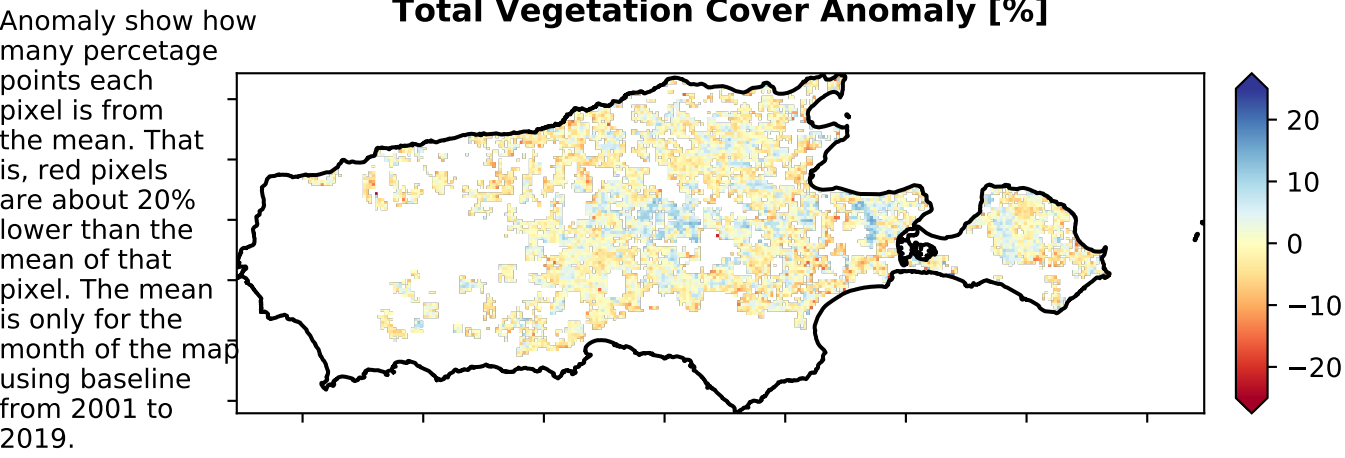 Total Vegetation Cover Anomaly [%]
Anomaly show how
many percetage
points each
pixel is from
the mean. That
is, red pixels
are about 20%
lower than the
mean of that
pixel. The mean
is only for the
month of the map
using baseline
from 2001 to
2019.
20
10
0
−10
−20